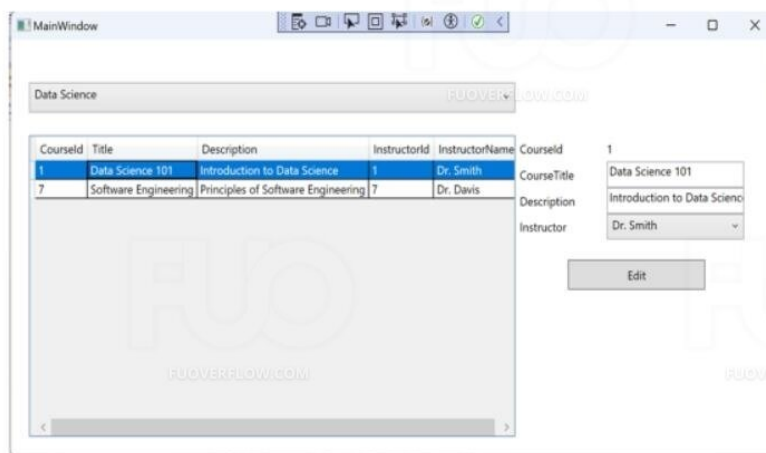 MainWindow
Data Science
FUOVERFLOW.COM
CourseId Title Description InstructorId InstructorName
1 Data Science 101 Introduction to Data Science 1 Dr. Smith
7 Software Engineering Principles of Software Engineering 7 Dr. Davis
CourseId 1
CourseTitle Data Science 101
Description Introduction to Data Scienc
Instructor Dr. Smith
Edit
FUO
FUOVERFLOW.COM
FUOV